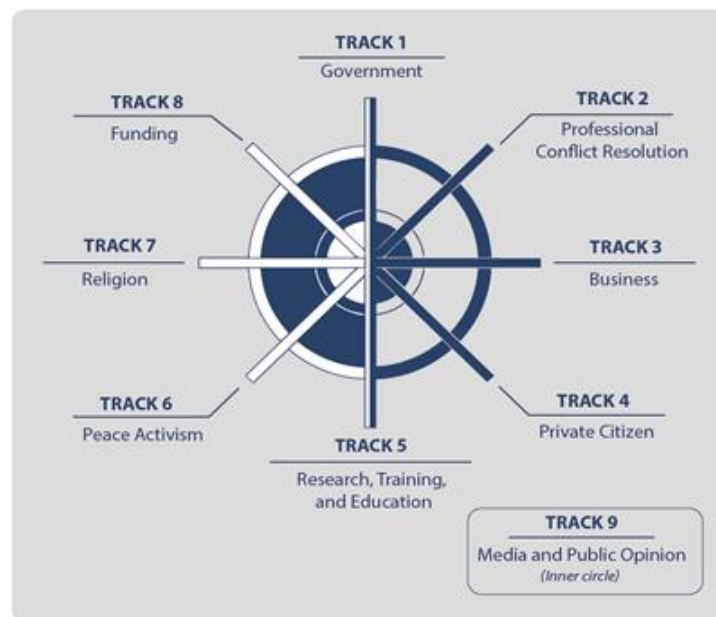 TRACK 1
Government
TRACK 2
Professional
Conflict Resolution
TRACK 3
Business
TRACK 4
Private Citizen
TRACK 5
Research, Training,
and Education
TRACK 6
Peace Activism
TRACK 7
Religion
TRACK 8
Funding
TRACK 9
Media and Public Opinion
(Inner circle)